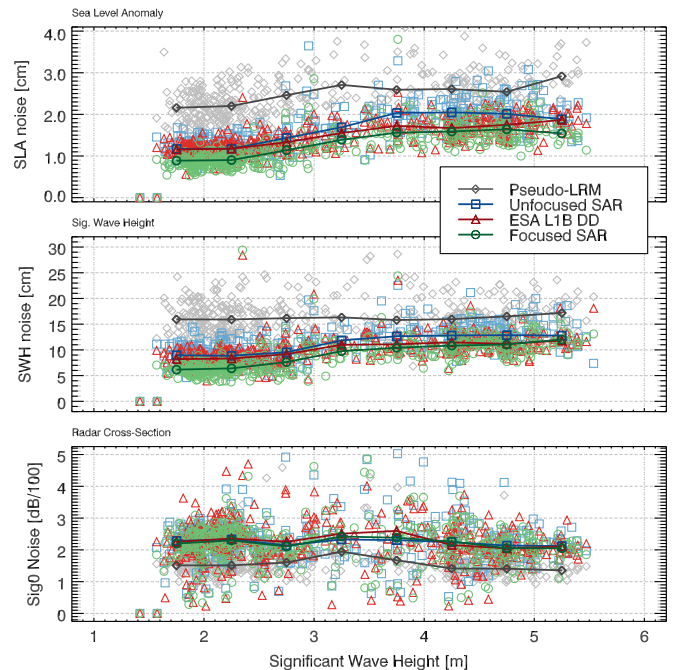 Sea Level Anomaly
4.0
3.0
2.0
1.0
0.0
SLA noise [cm]
Pseudo-LRM
Unfocused SAR
ESA L1B DD
Focused SAR
Sig. Wave Height
30
25
20
15
10
5
0
SWH noise [cm]
Radar Cross-Section
5
4
3
2
1
0
Sig0 Noise [dB/100]
1 2 3 4 5 6
Significant Wave Height [m]